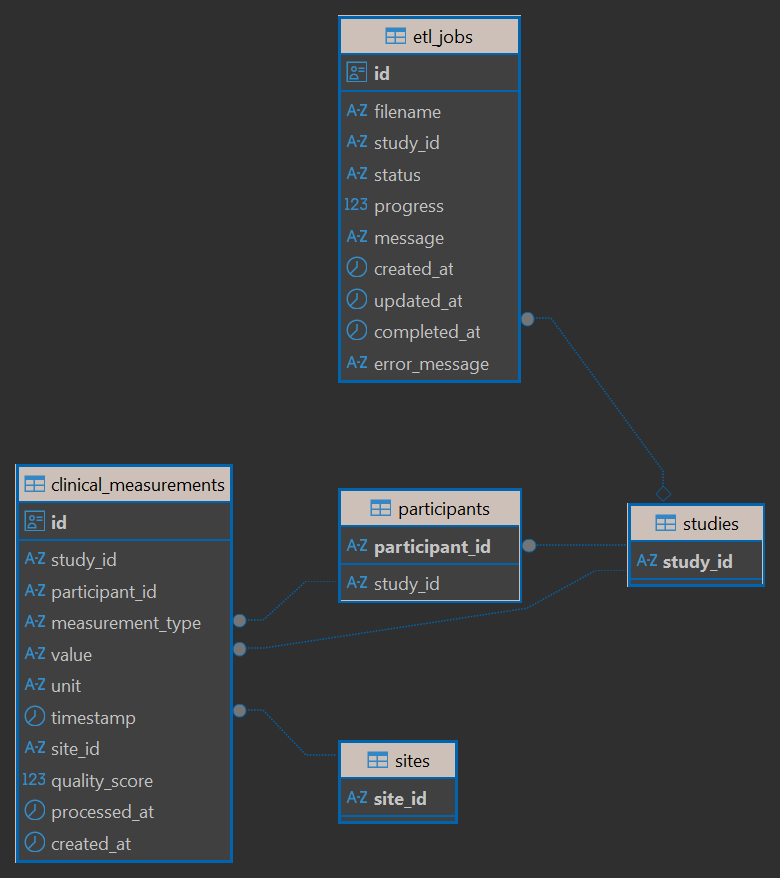 etl_jobs
id
A-Z filename
A-Z study_id
A-Z status
123 progress
A-Z message
created_at
updated_at
completed_at
A-Z error_message
clinical_measurements
id
A-Z study_id
A-Z participant_id
A-Z measurement_type
A-Z value
A-Z unit
timestamp
A-Z site_id
123 quality_score
processed_at
created_at
participants
A-Z participant_id
A-Z study_id
studies
A-Z study_id
sites
A-Z site_id